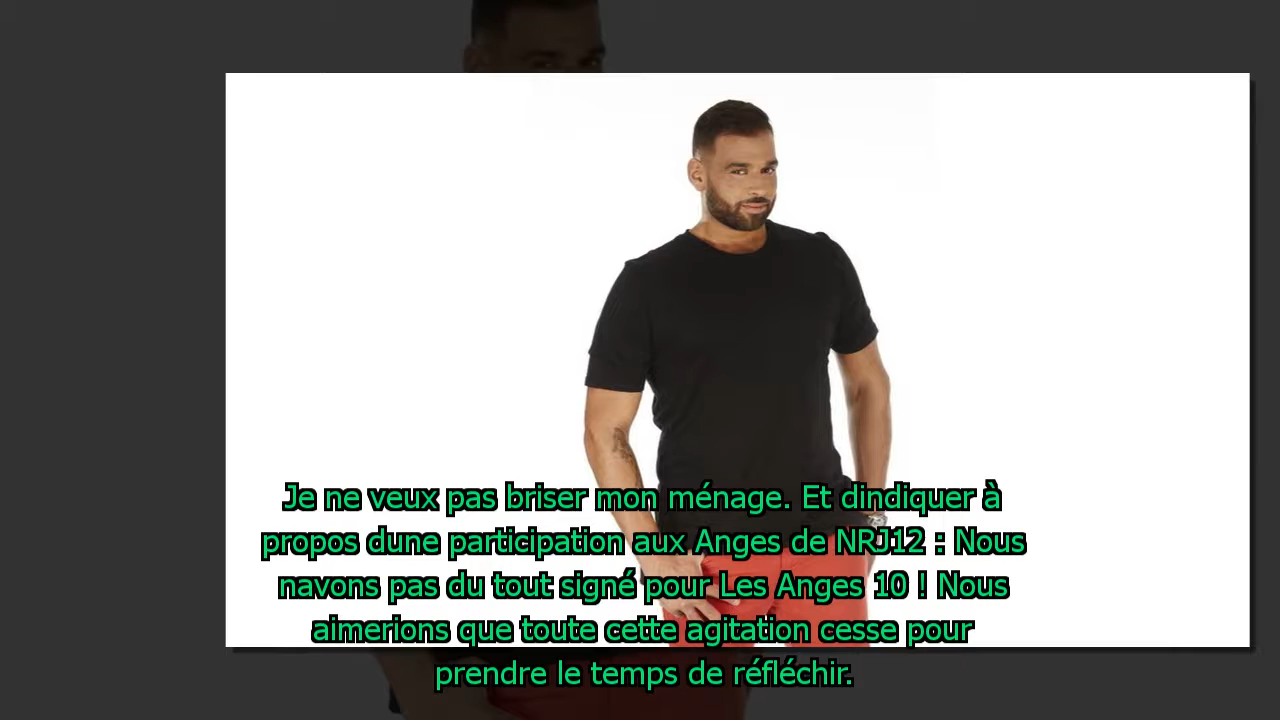 Je ne veux pas briser mon ménage. Et dindiquer à
propos dune participation aux Anges de NRJ12 : Nous
navons pas du tout signé pour Les Anges 10 ! Nous
aimerions que toute cette agitation cesse pour
prendre le temps de réfléchir.